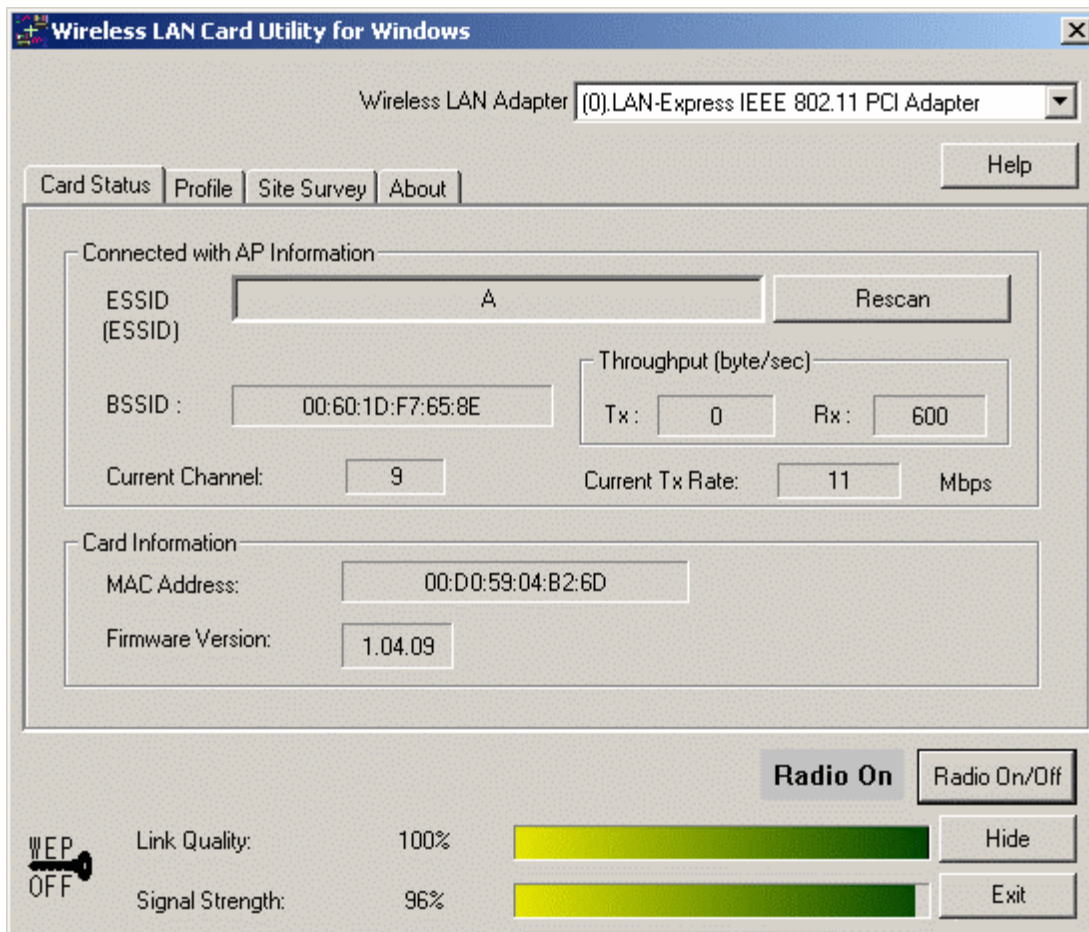 Wireless LAN Card Utility for Windows
Wireless LAN Adapter (0).LAN-Express IEEE 802.11 PCI Adapter
Help
Card Status Profile Site Survey About
Connected with AP Information
ESSID A Rescan
(ESSID)
Throughput (byte/sec)
BSSID : 00:60:1D:F7:65:8E Tx : 0 Rx : 600
Current Channel: 9 Current Tx Rate: 11 Mbps
Card Information
MAC Address: 00:D0:59:04:B2:6D
Firmware Version: 1.04.09
Radio On Radio On/Off
WEP Link Quality: 100% Hide
OFF Signal Strength: 96% Exit